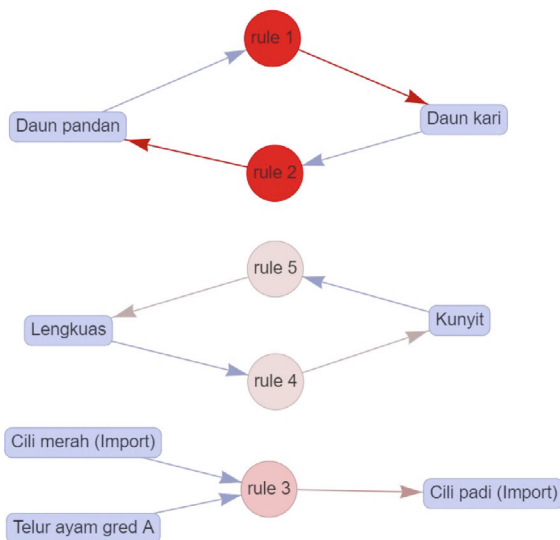 rule 1
Daun pandan
Daun kari
rule 2
rule 5
Lengkuas
Kunyit
rule 4
Cili merah (Import)
rule 3
Cili padi (Import)
Telur ayam gred A